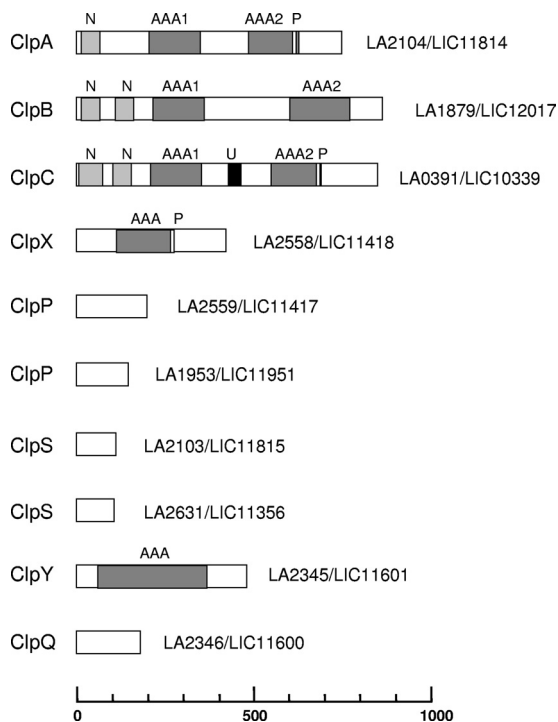 N AAA1 AAA2 P
ClpA LA2104/LIC11814
N N AAA1 AAA2
ClpB LA1879/LIC12017
N N AAA1 U AAA2 P
ClpC LA0391/LIC10339
AAA P
ClpX LA2558/LIC11418
ClpP LA2559/LIC11417
ClpP LA1953/LIC11951
ClpS LA2103/LIC11815
ClpS LA2631/LIC11356
AAA
ClpY LA2345/LIC11601
ClpQ LA2346/LIC11600
0 500 1000